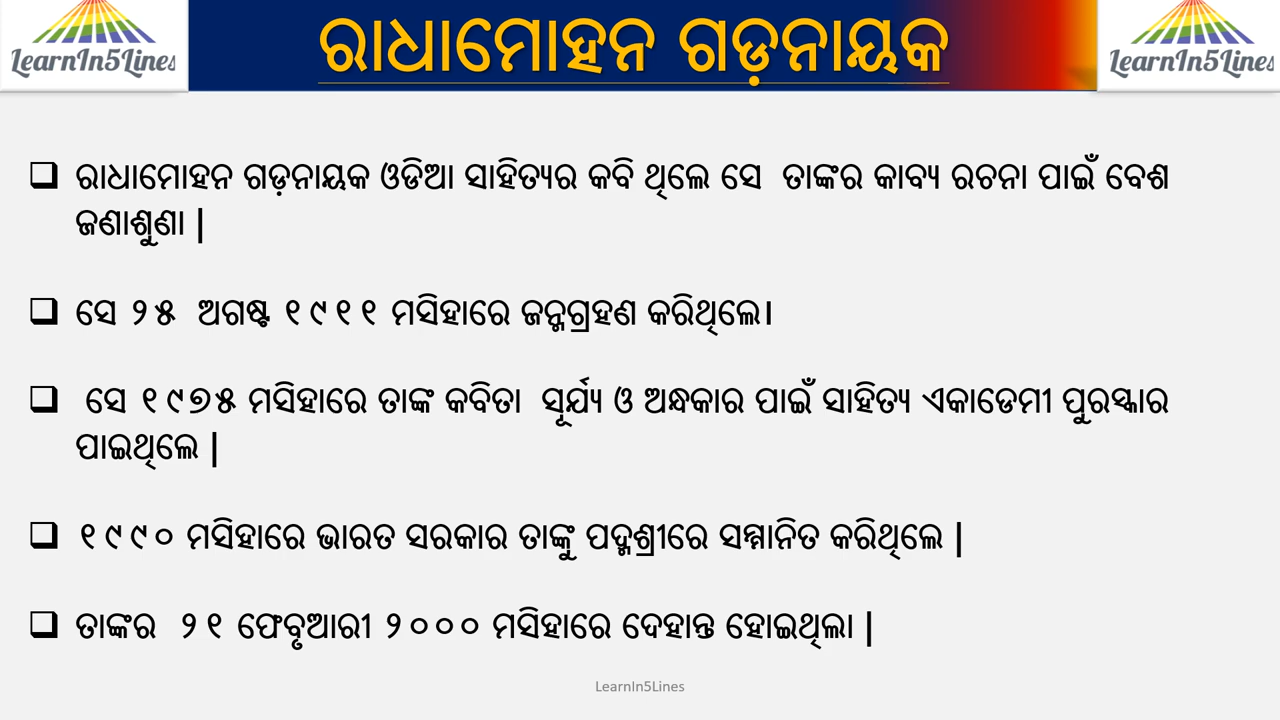 LearnIn5Lines
ରାଧାମୋହନ ଗଡ଼ନାୟକ
LearnIn5Lines
ରାଧାମୋହନ ଗଡ଼ନାୟକ ଓଡିଆ ସାହିତ୍ୟର କବି ଥିଲେ ସେ ତାଙ୍କର କାବ୍ୟ ରଚନା ପାଇଁ ବେଶ
ଜଣାଶୁଣା |
ସେ ୨୫ ଅଗଷ୍ଟ ୧୯୧୧ ମସିହାରେ ଜନ୍ମଗ୍ରହଣ କରିଥିଲେ।
ସେ ୧୯୭୫ ମସିହାରେ ତାଙ୍କ କବିତା ସୂର୍ଯ୍ୟ ଓ ଅନ୍ଧକାର ପାଇଁ ସାହିତ୍ୟ ଏକାଡେମୀ ପୁରସ୍କାର
ପାଇଥିଲେ |
୧୯୯୦ ମସିହାରେ ଭାରତ ସରକାର ତାଙ୍କୁ ପଦ୍ମଶ୍ରୀରେ ସମ୍ମାନିତ କରିଥିଲେ |
ତାଙ୍କର ୨୧ ଫେବୃଆରୀ ୨୦୦୦ ମସିହାରେ ଦେହାନ୍ତ ହୋଇଥିଲା |
LearnIn5Lines